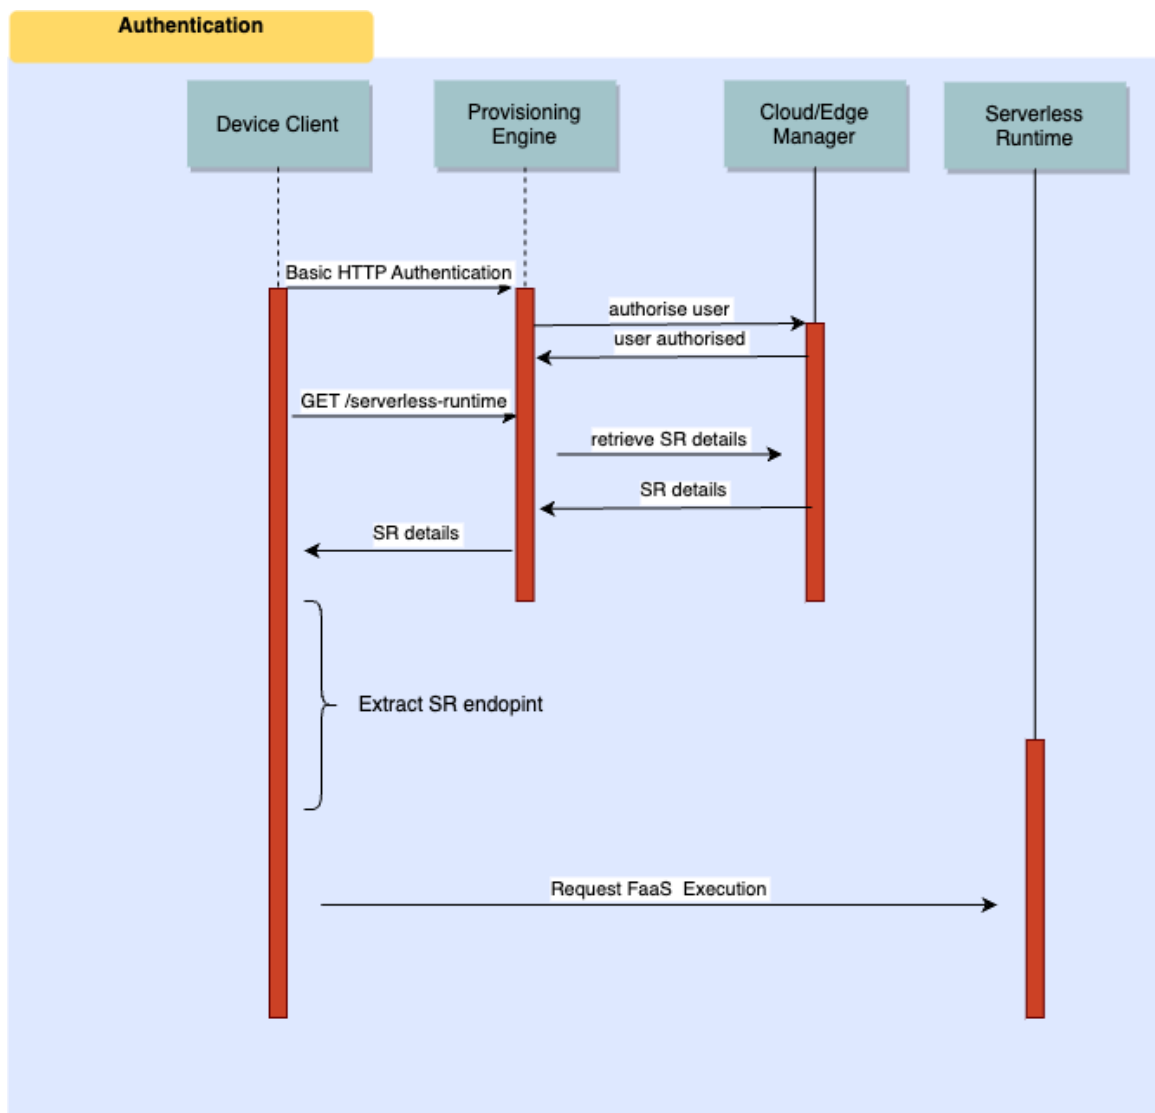 Authentication
Device Client
Provisioning
Engine
Cloud/Edge
Manager
Serverless
Runtime
Basic HTTP Authentication
authorise user
user authorised
GET /serverless-runtime
retrieve SR details
SR details
SR details
Extract SR endopint
Request FaaS  Execution